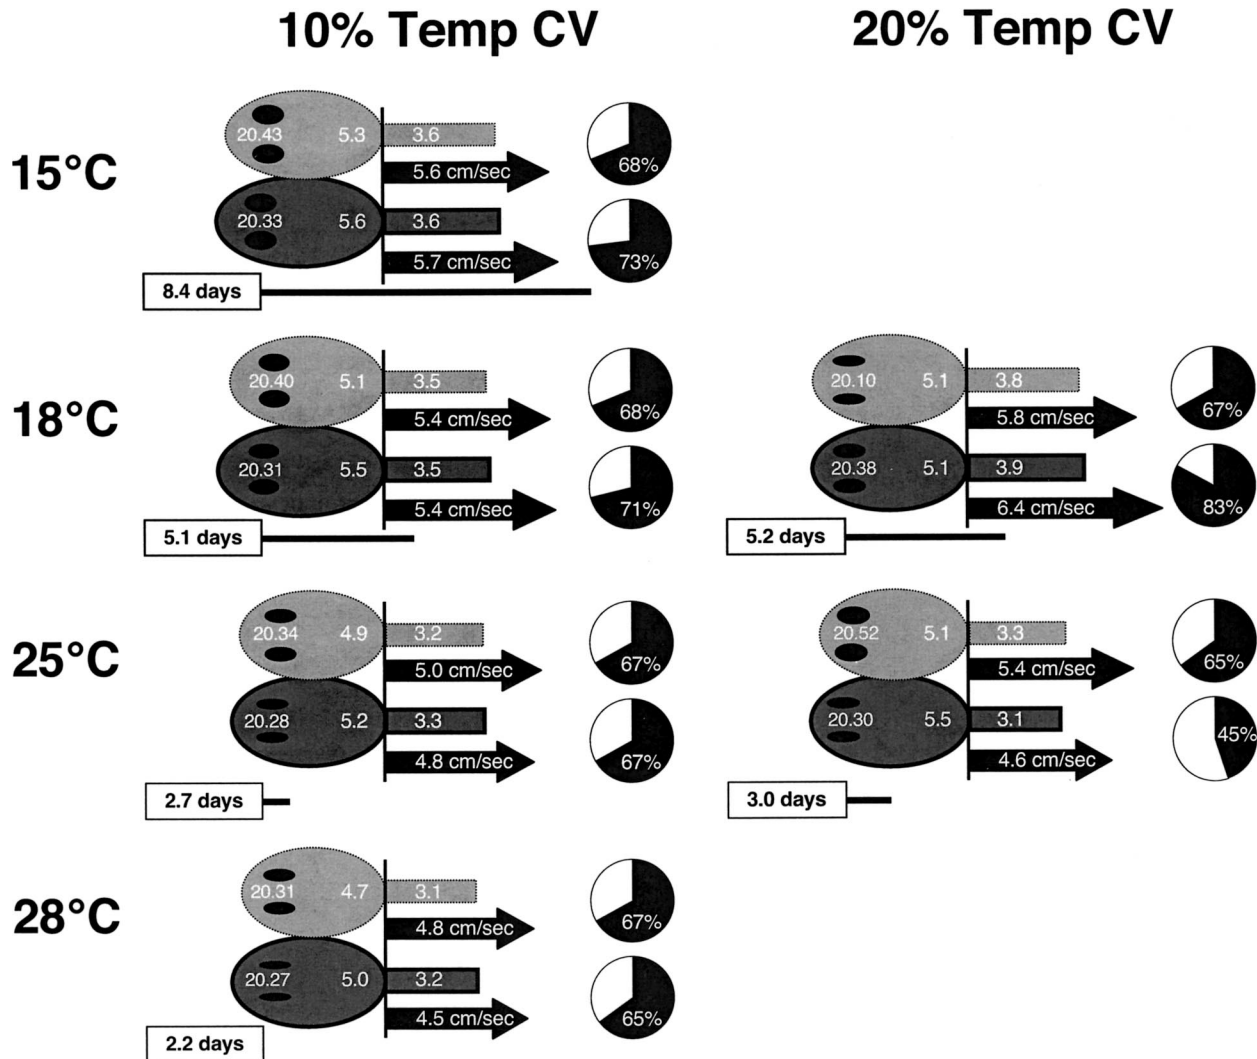 10% Temp CV
20% Temp CV
15°C
20.43 5.3 3.6
5.6 cm/sec
68%
20.33 5.6 3.6
5.7 cm/sec
73%
8.4 days
18°C
20.40 5.1 3.5
5.4 cm/sec
68%
20.31 5.5 3.5
5.4 cm/sec
71%
5.1 days
20.10 5.1 3.8
5.8 cm/sec
67%
20.38 5.1 3.9
6.4 cm/sec
83%
5.2 days
25°C
20.34 4.9 3.2
5.0 cm/sec
67%
20.28 5.2 3.3
4.8 cm/sec
67%
2.7 days
20.52 5.1 3.3
5.4 cm/sec
65%
20.30 5.5 3.1
4.6 cm/sec
45%
3.0 days
28°C
20.31 4.7 3.1
4.8 cm/sec
67%
20.27 5.0 3.2
4.5 cm/sec
65%
2.2 days